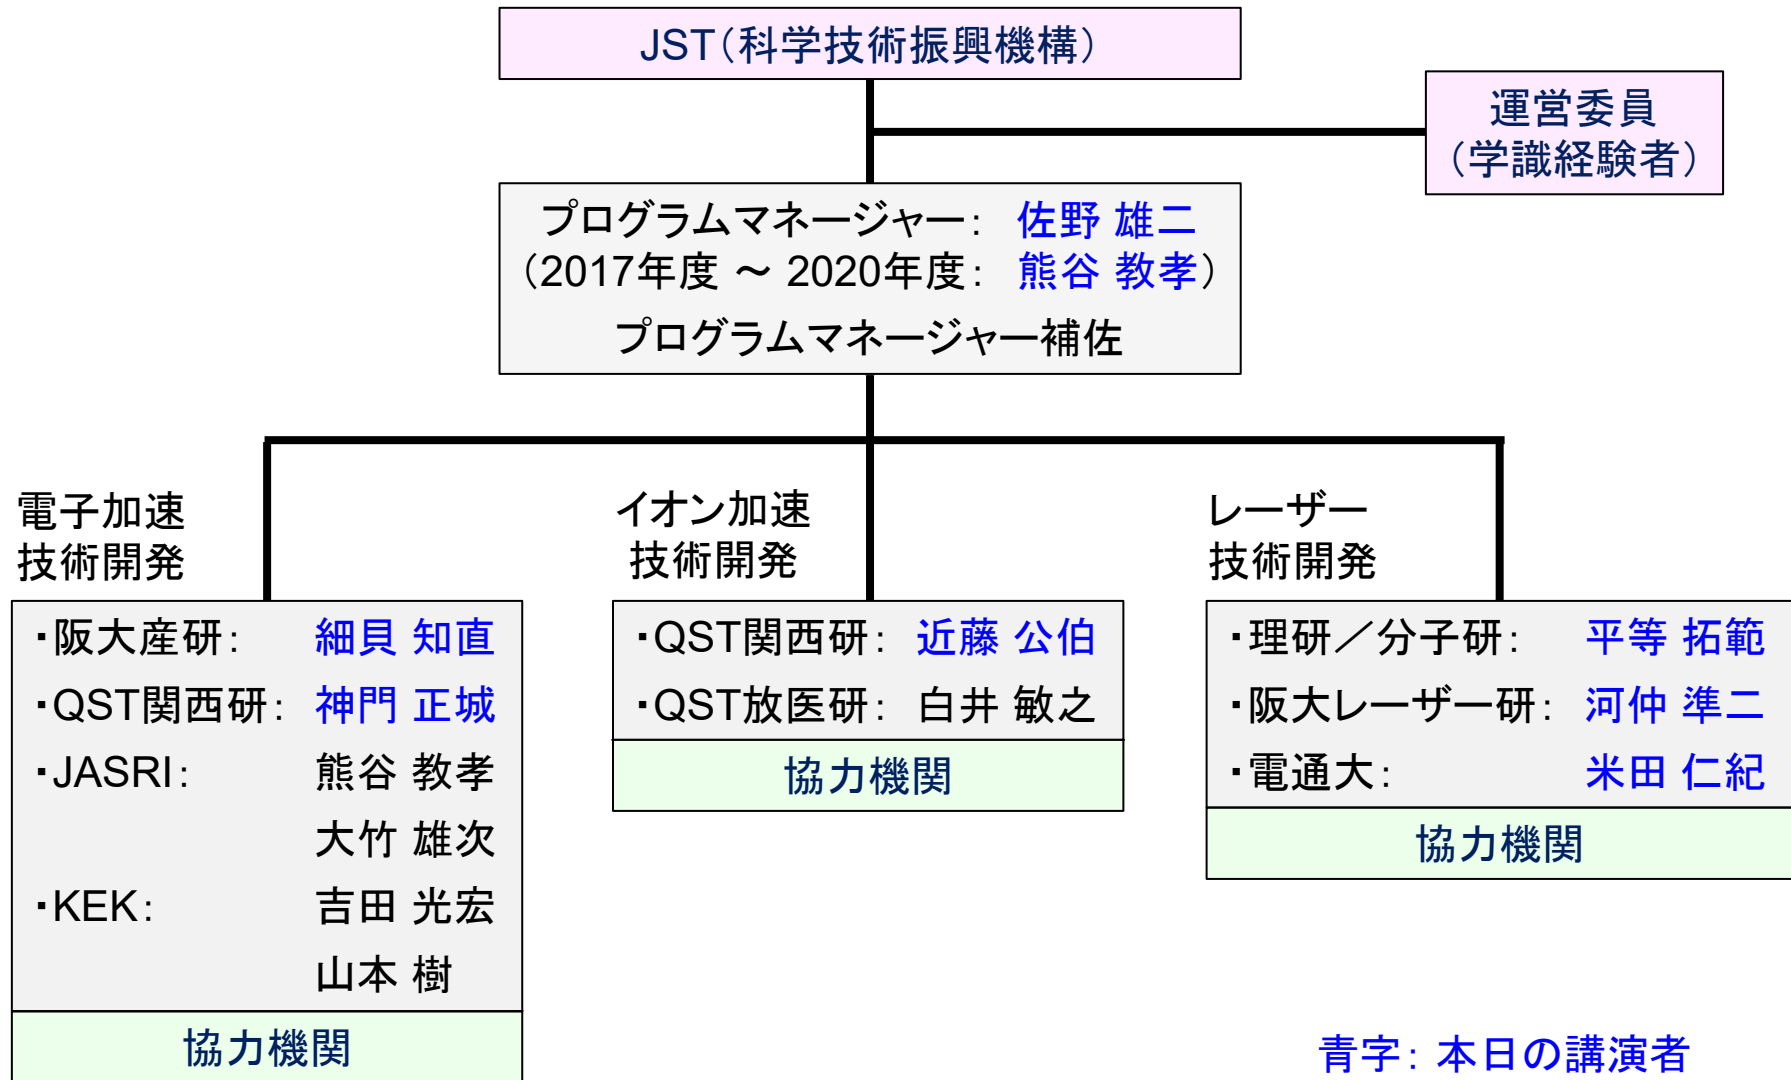 JST（科学技術振興機構）
運営委員
（学識経験者）
プログラムマネージャー： 佐野 雄二
（2017年度 ～ 2020年度： 熊谷 教孝）
プログラムマネージャー補佐
電子加速
技術開発
・阪大産研： 細貝 知直
・QST関西研： 神門 正城
・JASRI： 熊谷 教孝
大竹 雄次
・KEK： 吉田 光宏
山本 樹
協力機関
イオン加速
技術開発
・QST関西研： 近藤 公伯
・QST放医研： 白井 敏之
協力機関
レーザー
技術開発
・理研／分子研： 平等 拓範
・阪大レーザー研： 河仲 準二
・電通大： 米田 仁紀
協力機関
青字： 本日の講演者